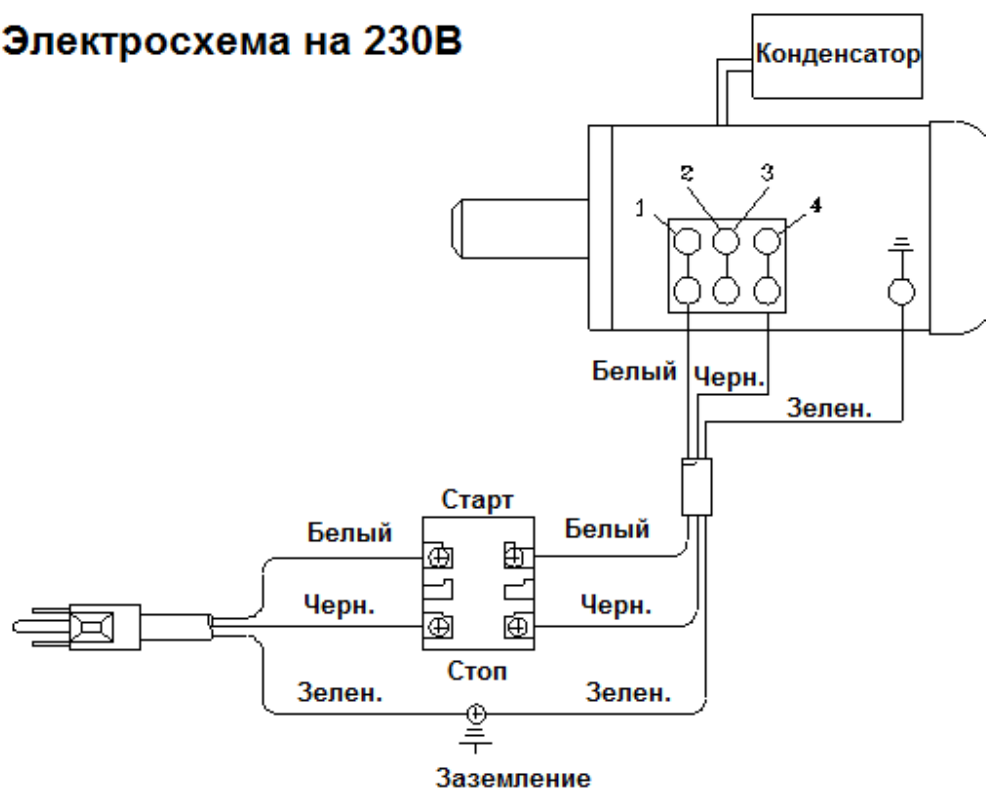 Электросхема на 230В
Конденсатор
2 3
1 4
Белый Черн.
Зелен.
Старт
Белый Белый
Черн. Черн.
Стоп
Зелен. Зелен.
Заземление